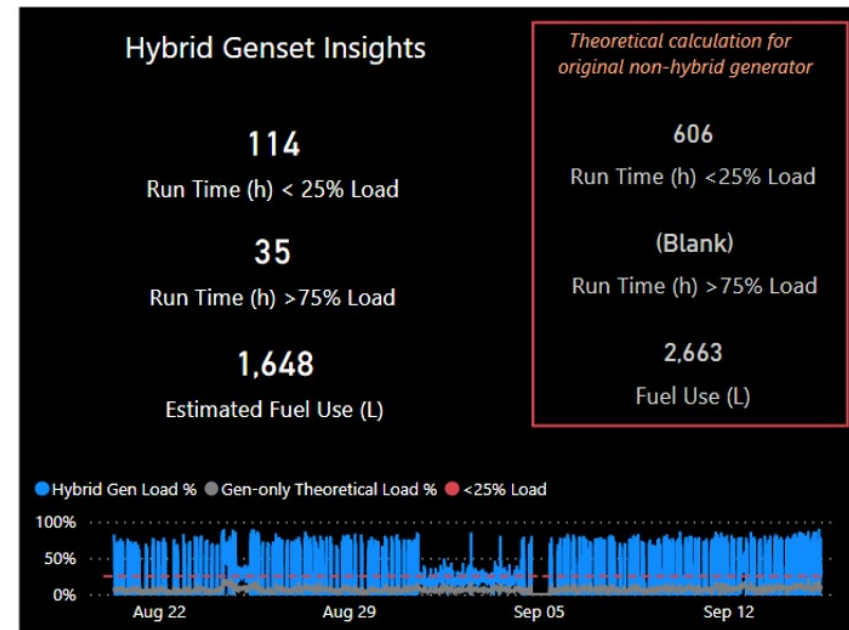 Hybrid Genset Insights
114
Run Time (h) < 25% Load
35
Run Time (h) >75% Load
1,648
Estimated Fuel Use (L)
Theoretical calculation for
original non-hybrid generator
606
Run Time (h) <25% Load
(Blank)
Run Time (h) >75% Load
2,663
Fuel Use (L)
Hybrid Gen Load % Gen-only Theoretical Load % <25% Load
100%
50%
0%
Aug 22 Aug 29 Sep 05 Sep 12